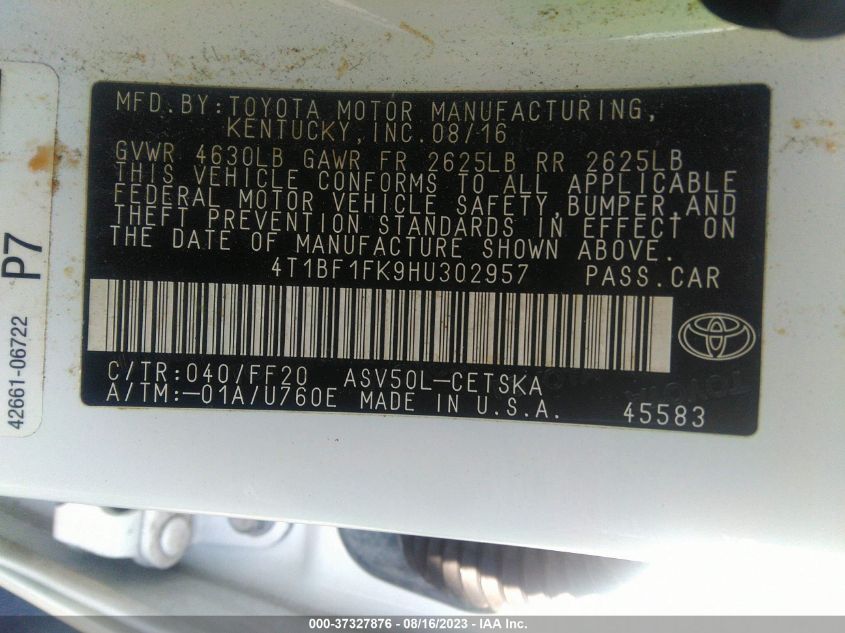 MFD.BY:TOYOTA MOTOR MANUFACTURING,
KENTUCKY,INC.08/16
GVWR 4630LB GAWR FR 2625LB RR 2625LB
THIS VEHICLE CONFORMS TO ALL APPLICABLE
FEDERAL MOTOR VEHICLE SAFETY,BUMPER,AND
THEFT PREVENTION STANDARDS IN EFFECT ON
THE DATE OF MANUFACTURE SHOWN ABOVE.
4T1BF1FK9HU302957 PASS.CAR
C/TR:040/FF20 ASV50L-CETSKA
A/TM:-01A/U760E MADE IN U.S.A. 45583
42661-06722 P7
000-37327876 - 08/16/2023 - IAA Inc.